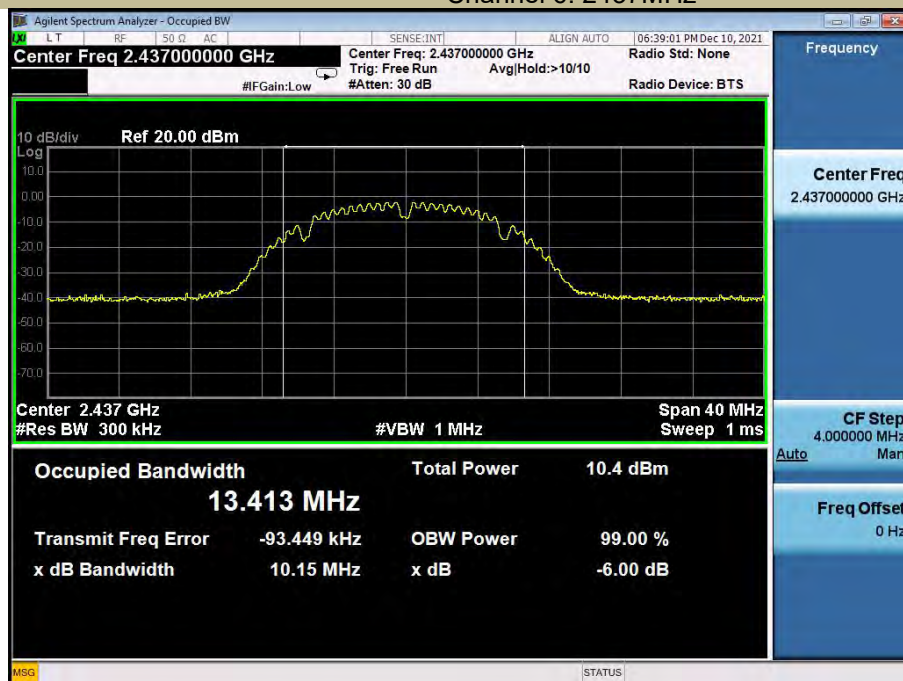 Channel 6: 2437MHz
Agilent Spectrum Analyzer - Occupied BW
LXI LT RF 50 Ω AC SENSE:INT ALIGN AUTO 06:39:01 PM Dec 10, 2021
Center Freq 2.437000000 GHz
Center Freq: 2.437000000 GHz Radio Std: None
Trig: Free Run Avg|Hold:>10/10
#IFGain:Low #Atten: 30 dB Radio Device: BTS
Frequency
10 dB/div Ref 20.00 dBm
Log
10.0
0.00
-10.0
-20.0
-30.0
-40.0
-50.0
-60.0
-70.0
Center 2.437 GHz Span 40 MHz
#Res BW 300 kHz #VBW 1 MHz Sweep 1 ms
Center Freq
2.437000000 GHz
CF Step
4.000000 MHz
Auto Man
Freq Offset
0 Hz
Occupied Bandwidth Total Power 10.4 dBm
13.413 MHz
Transmit Freq Error -93.449 kHz OBW Power 99.00 %
x dB Bandwidth 10.15 MHz x dB -6.00 dB
MSG STATUS